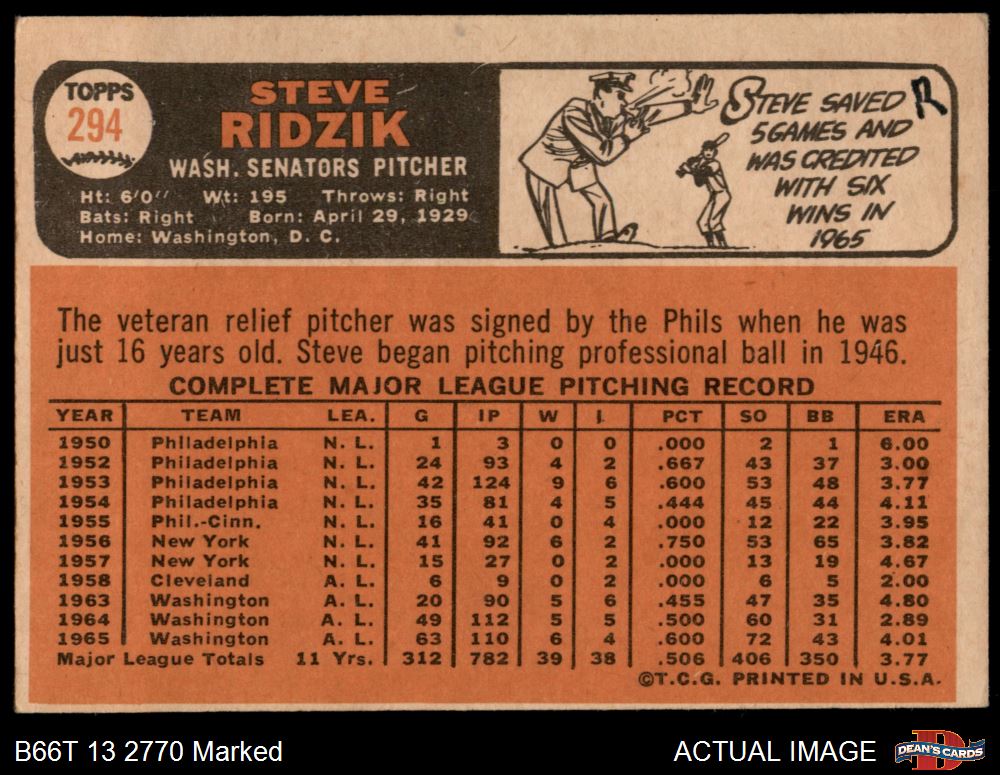 TOPPS
294
STEVE
RIDZIK
WASH. SENATORS PITCHER
Ht: 6'0" Wt: 195 Throws: Right
Bats: Right Born: April 29, 1929
Home: Washington, D. C.
STEVE SAVED
5 GAMES AND
WAS CREDITED
WITH SIX
WINS IN
1965
R
The veteran relief pitcher was signed by the Phils when he was
just 16 years old. Steve began pitching professional ball in 1946.
COMPLETE MAJOR LEAGUE PITCHING RECORD
YEAR TEAM LEA. G IP W L PCT SO BB ERA
1950 Philadelphia N. L. 1 3 0 0 .000 2 1 6.00
1952 Philadelphia N. L. 24 93 4 2 .667 43 37 3.00
1953 Philadelphia N. L. 42 124 9 6 .600 53 48 3.77
1954 Philadelphia N. L. 35 81 4 5 .444 45 44 4.11
1955 Phil.-Cinn. N. L. 16 41 0 4 .000 12 22 3.95
1956 New York N. L. 41 92 6 2 .750 53 65 3.82
1957 New York N. L. 15 27 0 2 .000 13 19 4.67
1958 Cleveland A. L. 6 9 0 2 .000 6 5 2.00
1963 Washington A. L. 20 90 5 6 .455 47 35 4.80
1964 Washington A. L. 49 112 5 5 .500 60 31 2.89
1965 Washington A. L. 63 110 6 4 .600 72 43 4.01
Major League Totals 11 Yrs. 312 782 39 38 .506 406 350 3.77
©T.C.G. PRINTED IN U.S.A.
B66T 13 2770 Marked
ACTUAL IMAGE
DEAN'S CARDS